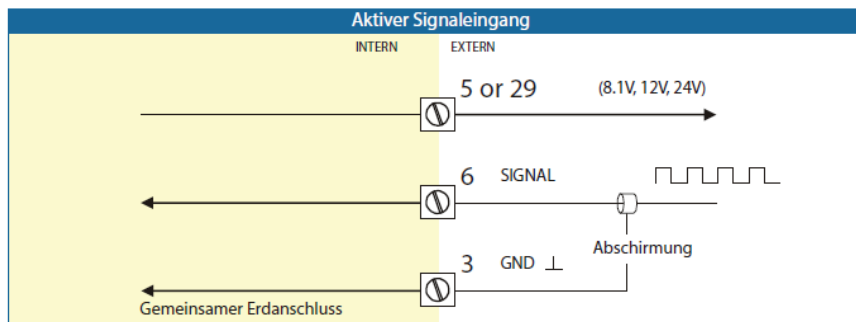 Aktiver Signaleingang
INTERN EXTERN
5 or 29 (8.1V, 12V, 24V)
6 SIGNAL
Abschirmung
3 GND
Gemeinsamer Erdanschluss